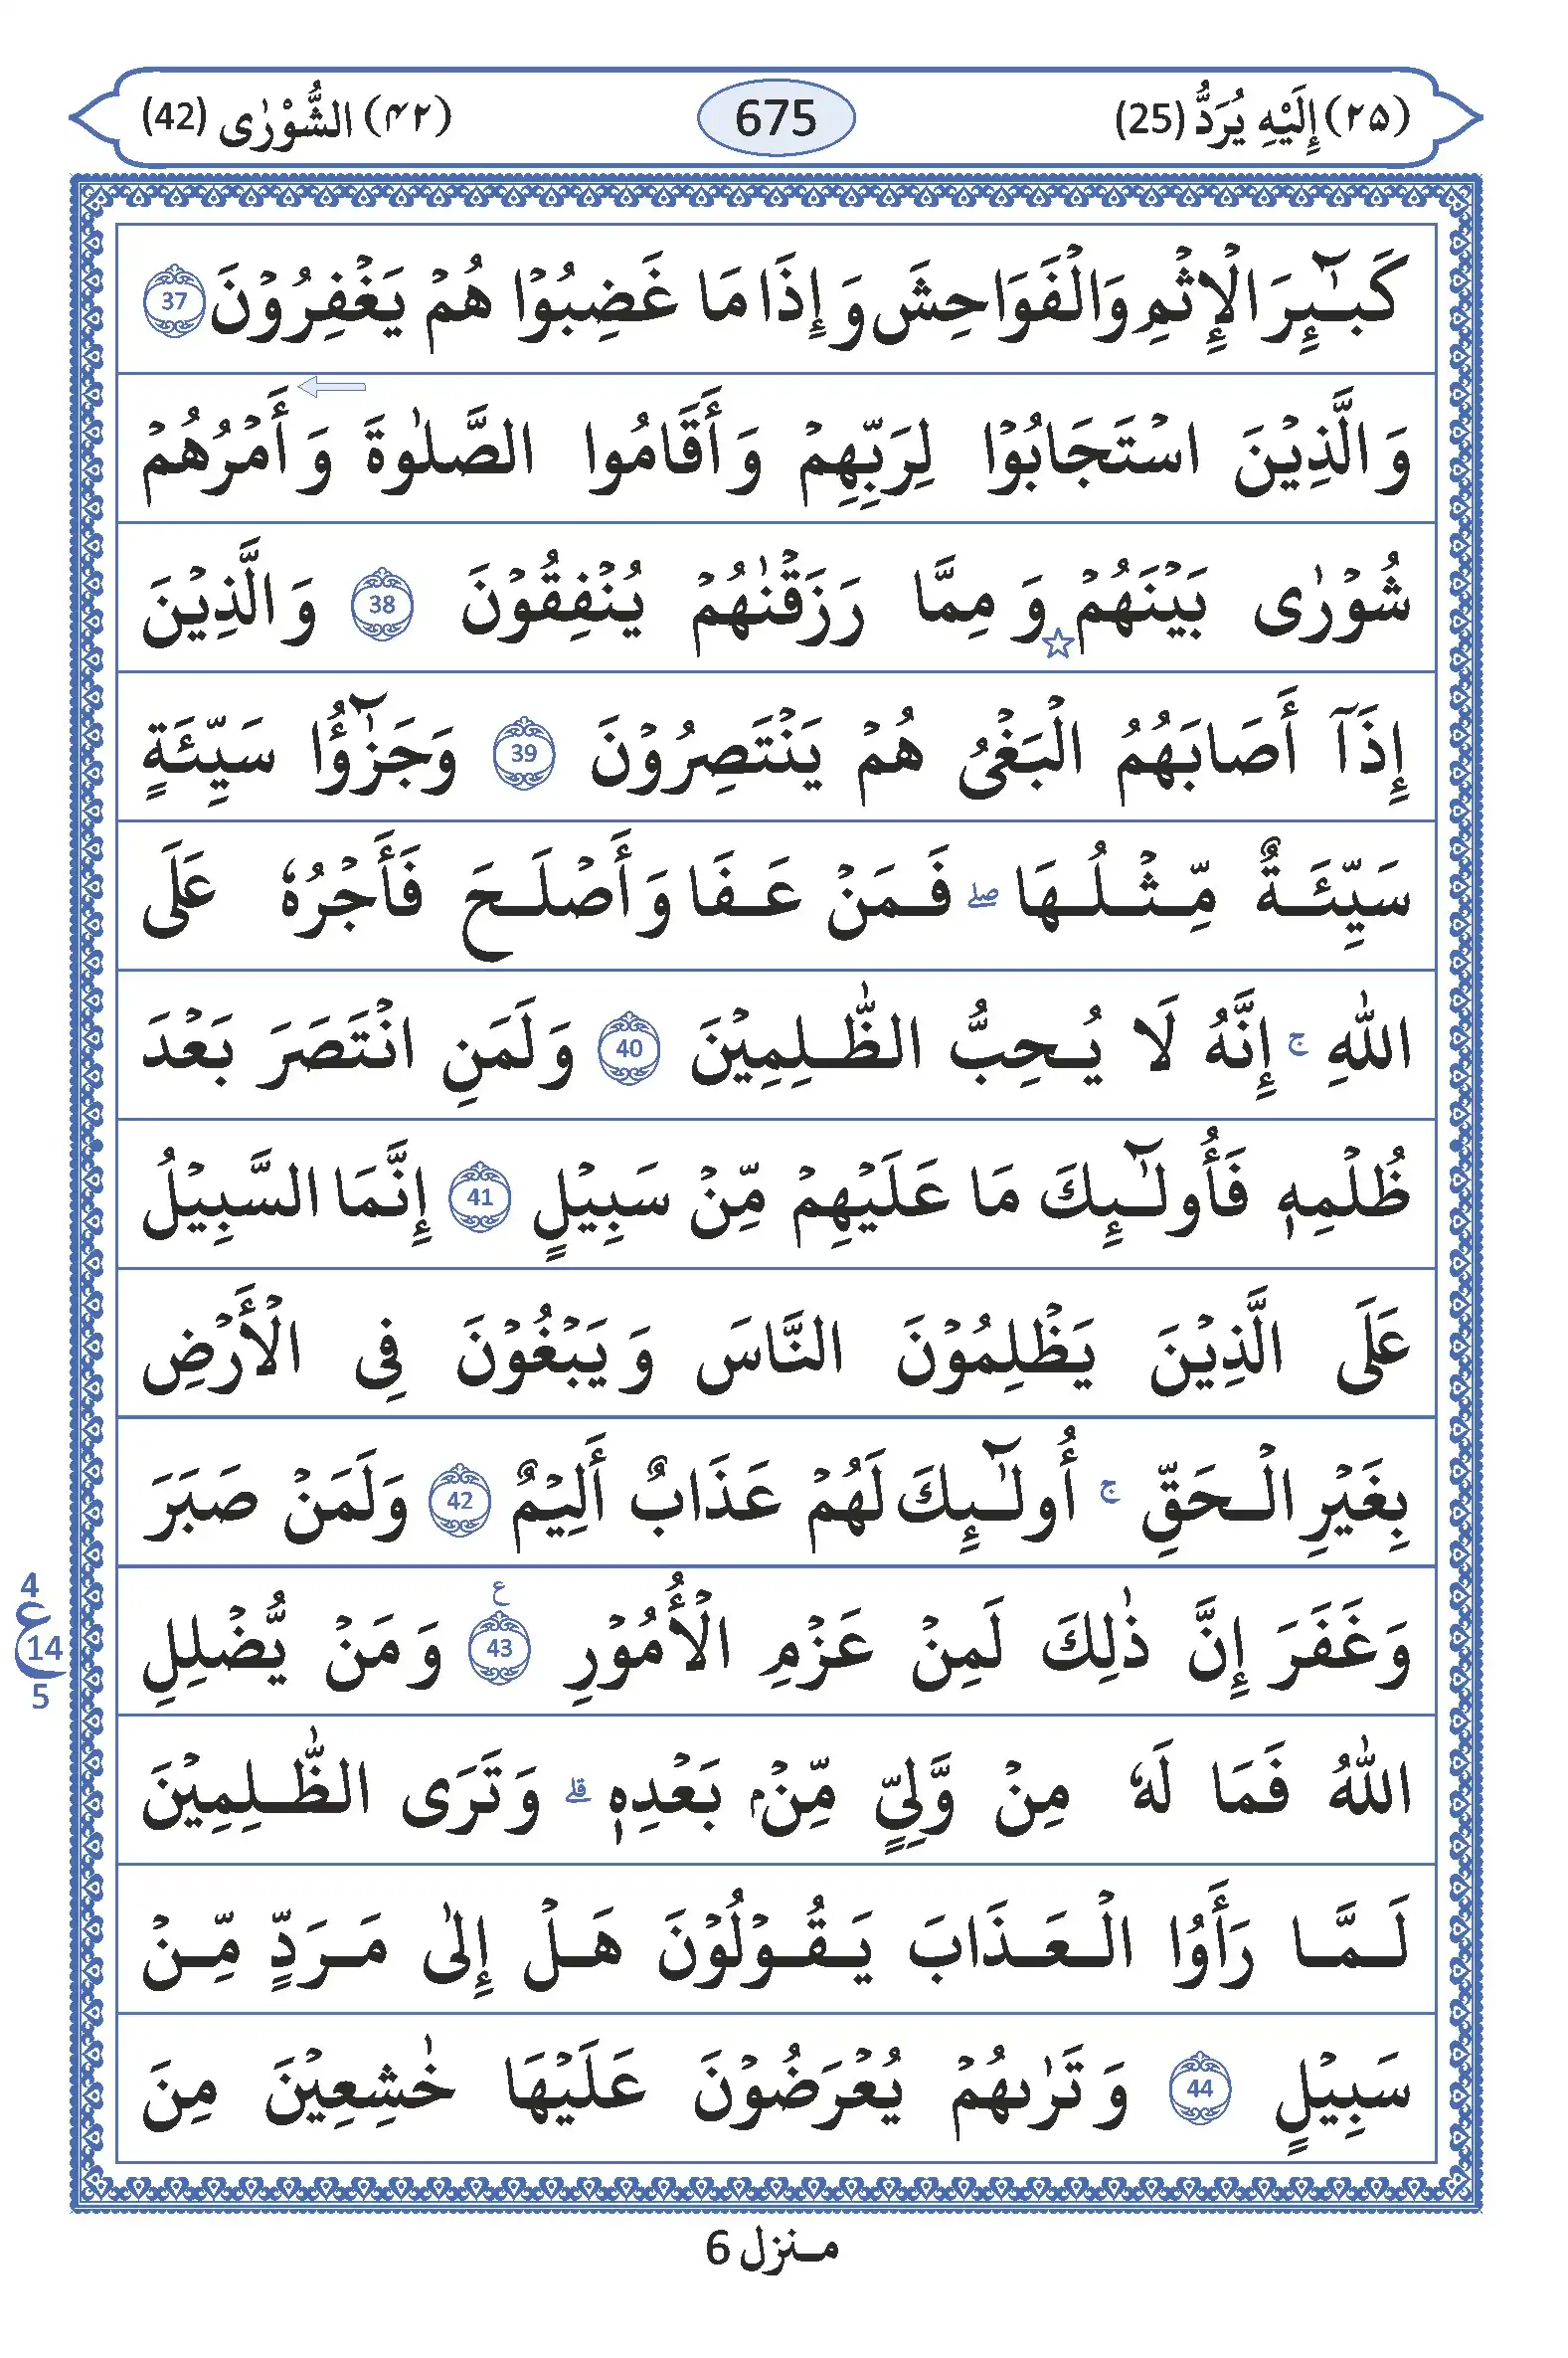 (۲۵) إِلَيْهِ يُرَدُّ (25) 675 (۴۲) الشُّوْرٰى (42)
كَبٰٓئِرَ الْإِثْمِ وَالْفَوَاحِشَ وَإِذَا مَا غَضِبُوْا هُمْ يَغْفِرُوْنَ 37
وَالَّذِيْنَ اسْتَجَابُوْا لِرَبِّهِمْ وَأَقَامُوا الصَّلٰوةَ وَأَمْرُهُمْ
شُوْرٰى بَيْنَهُمْ ☆ وَمِمَّا رَزَقْنٰهُمْ يُنْفِقُوْنَ 38 وَالَّذِيْنَ
إِذَآ أَصَابَهُمُ الْبَغْىُ هُمْ يَنْتَصِرُوْنَ 39 وَجَزٰٓؤُا سَيِّئَةٍ
سَيِّئَةٌ مِّثْلُهَا ۖ فَمَنْ عَفَا وَأَصْلَحَ فَأَجْرُهٗ عَلَى
اللّٰهِ ۚ إِنَّهُ لَا يُحِبُّ الظّٰلِمِيْنَ 40 وَلَمَنِ انْتَصَرَ بَعْدَ
ظُلْمِهٖ فَأُولٰٓئِكَ مَا عَلَيْهِمْ مِّنْ سَبِيْلٍ 41 إِنَّمَا السَّبِيْلُ
عَلَى الَّذِيْنَ يَظْلِمُوْنَ النَّاسَ وَيَبْغُوْنَ فِى الْأَرْضِ
بِغَيْرِ الْحَقِّ ۚ أُولٰٓئِكَ لَهُمْ عَذَابٌ أَلِيْمٌ 42 وَلَمَنْ صَبَرَ
وَغَفَرَ إِنَّ ذٰلِكَ لَمِنْ عَزْمِ الْأُمُوْرِ 43 ع وَمَنْ يُّضْلِلِ
4 ع 14 5
اللّٰهُ فَمَا لَهٗ مِنْ وَّلِىٍّ مِّنْۢ بَعْدِهٖ ۗ وَتَرَى الظّٰلِمِيْنَ
لَمَّا رَأَوُا الْعَذَابَ يَقُوْلُوْنَ هَلْ إِلٰى مَرَدٍّ مِّنْ
سَبِيْلٍ 44 وَتَرٰىهُمْ يُعْرَضُوْنَ عَلَيْهَا خٰشِعِيْنَ مِنَ
منزل 6